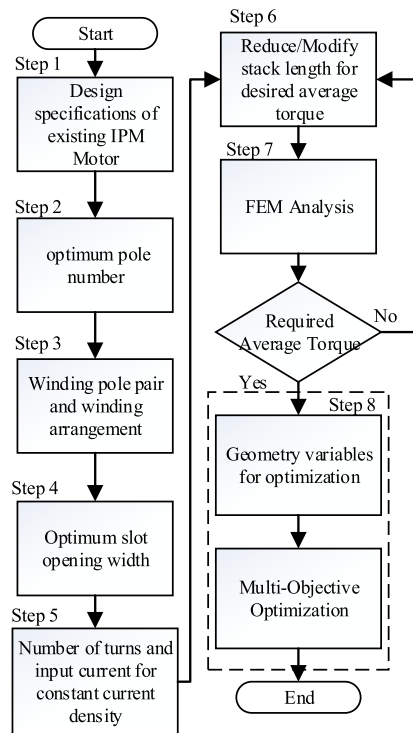 Start
Step 1
Design
specifications of
existing IPM
Motor
Step 2
optimum pole
number
Step 3
Winding pole pair
and winding
arrangement
Step 4
Optimum slot
opening width
Step 5
Number of turns and
input current for
constant current
density
Step 6
Reduce/Modify
stack length for
desired average
torque
Step 7
FEM Analysis
Required
Average Torque
No
Yes
Step 8
Geometry variables
for optimization
Multi-Objective
Optimization
End